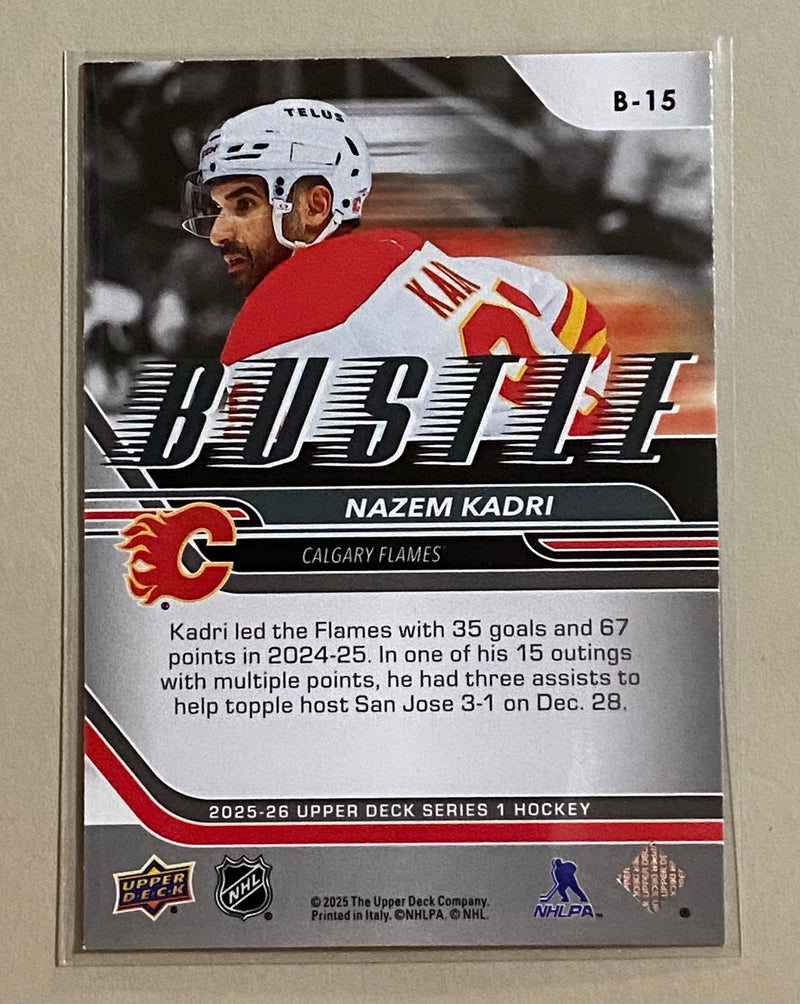 B-15
TELUS
KAD
BUSTLE
NAZEM KADRI
CALGARY FLAMES
Kadri led the Flames with 35 goals and 67
points in 2024-25. In one of his 15 outings
with multiple points, he had three assists to
help topple host San Jose 3-1 on Dec. 28.
2025-26 UPPER DECK SERIES 1 HOCKEY
UPPER
DECK
®
NHL
®
© 2025 The Upper Deck Company.
Printed in Italy. ©NHLPA. © NHL.
NHLPA™
®